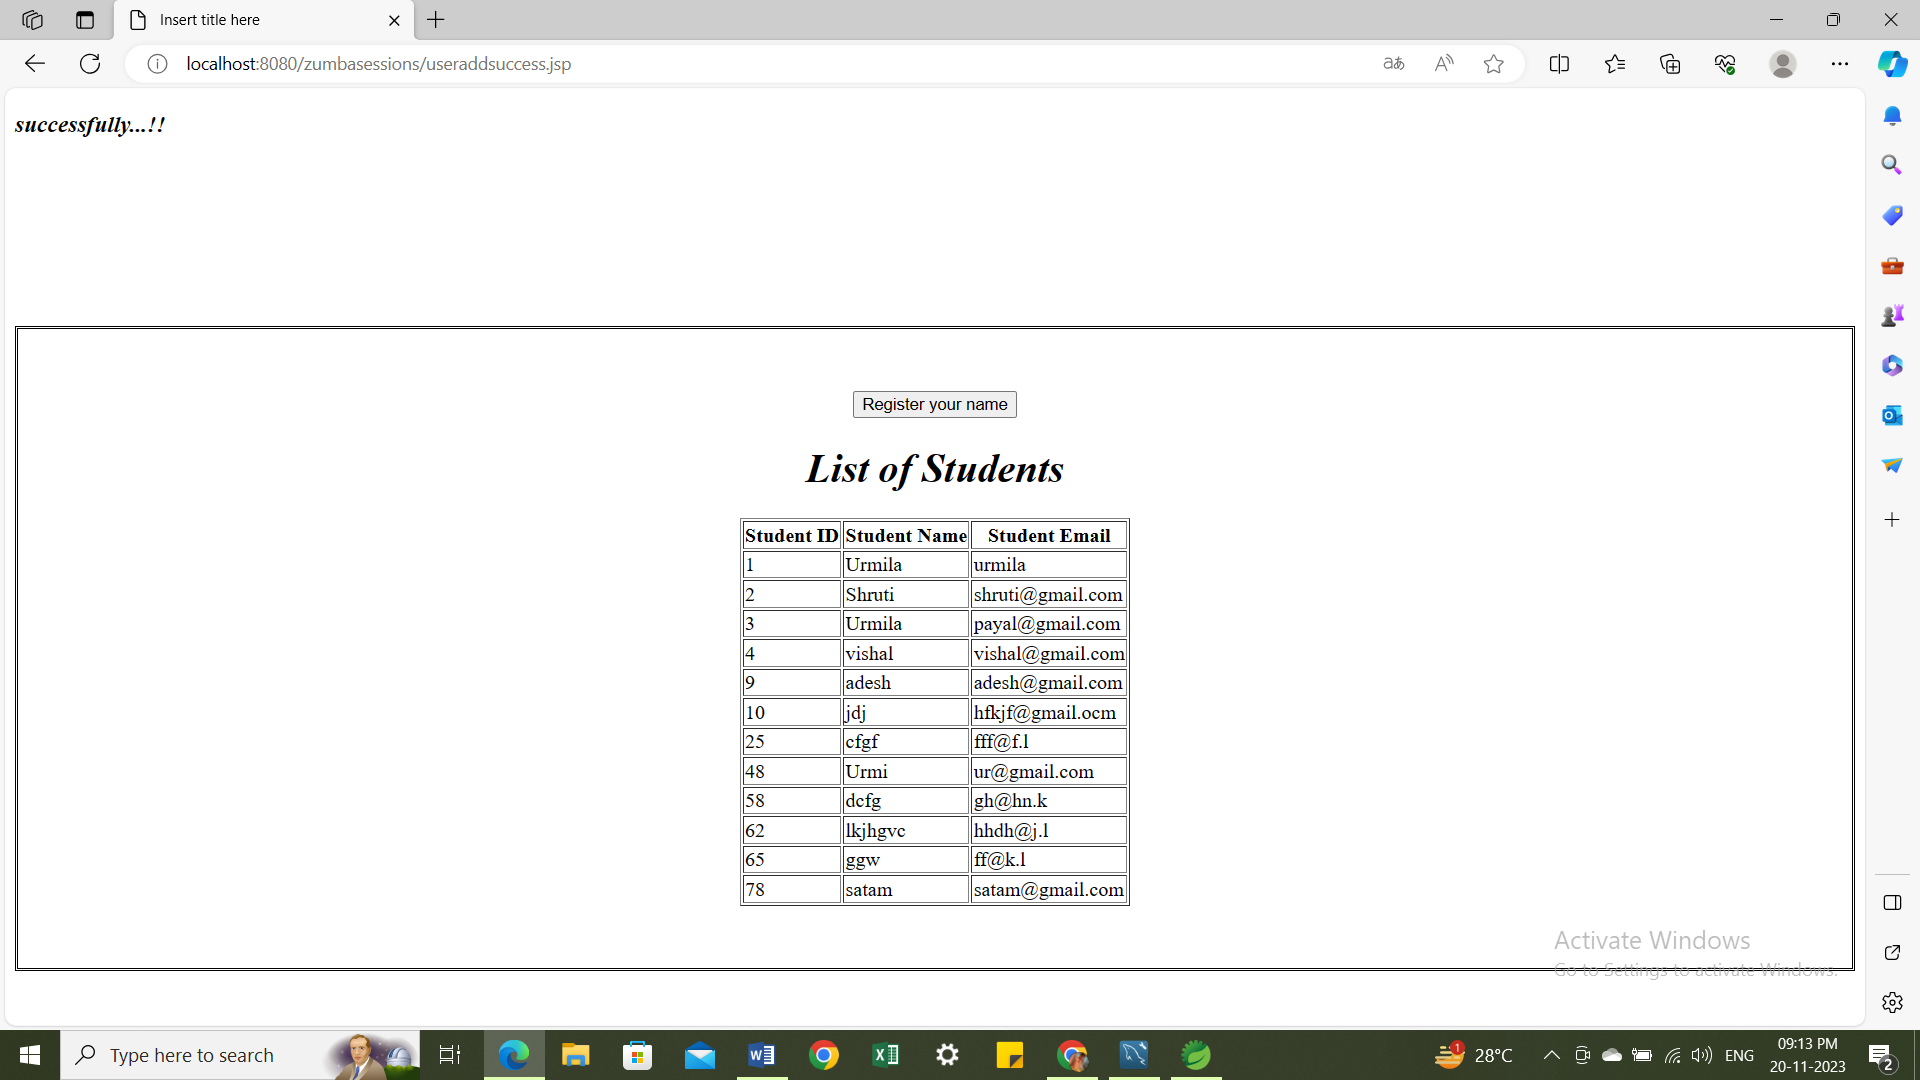 Insert title here
localhost:8080/zumbasessions/useraddsuccess.jsp
successfully...!!
Register your name
List of Students
Student ID Student Name Student Email
1 Urmila urmila
2 Shruti shruti@gmail.com
3 Urmila payal@gmail.com
4 vishal vishal@gmail.com
9 adesh adesh@gmail.com
10 jdj hfkjf@gmail.ocm
25 cfgf fff@f.l
48 Urmi ur@gmail.com
58 dcfg gh@hn.k
62 lkjhgvc hhdh@j.l
65 ggw ff@k.l
78 satam satam@gmail.com
Activate Windows
Go to Settings to activate Windows.
Type here to search
1
28°C
ENG
09:13 PM
20-11-2023
2